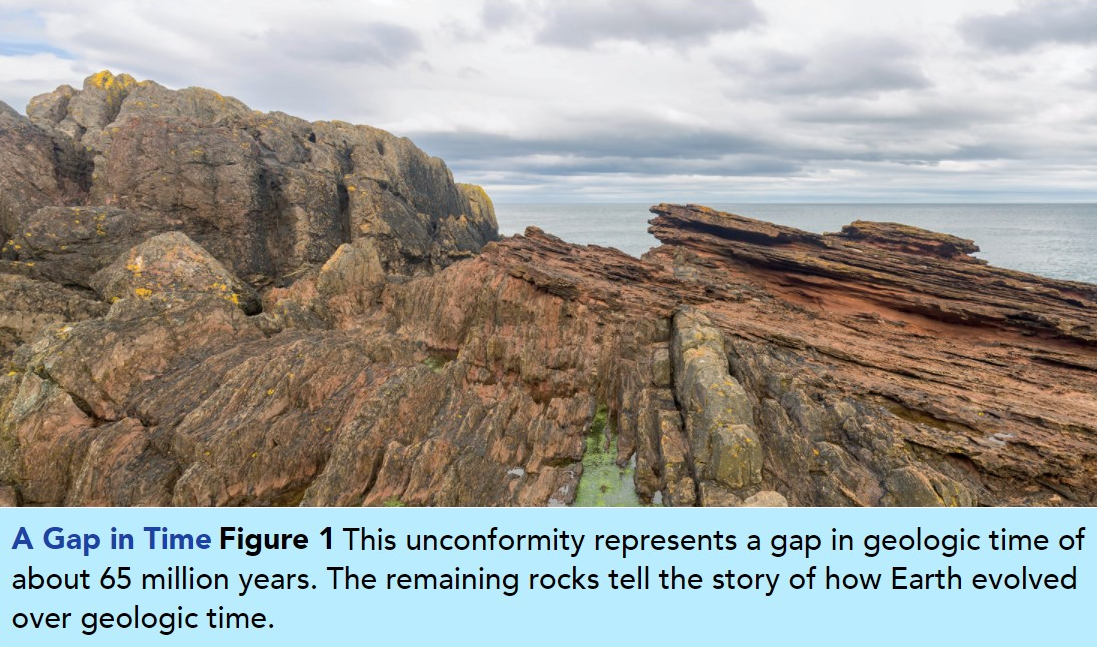 A Gap in Time Figure 1 This unconformity represents a gap in geologic time of
about 65 million years. The remaining rocks tell the story of how Earth evolved
over geologic time.